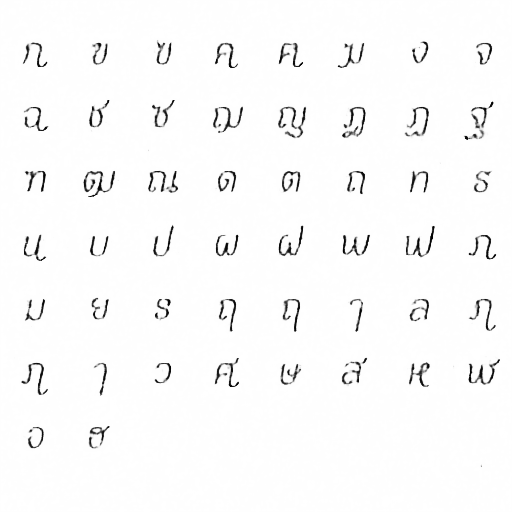 ก ข ฃ ค ฅ ฆ ง จ
ฉ ช ซ ฌ ญ ฎ ฏ ฐ
ฑ ฒ ณ ด ต ถ ท ธ
น บ ป ผ ฝ พ ฟ ภ
ม ย ร ฤ ฤ ๅ ล ฦ
ฦ ๅ ว ศ ษ ส ห ฬ
อ ฮ